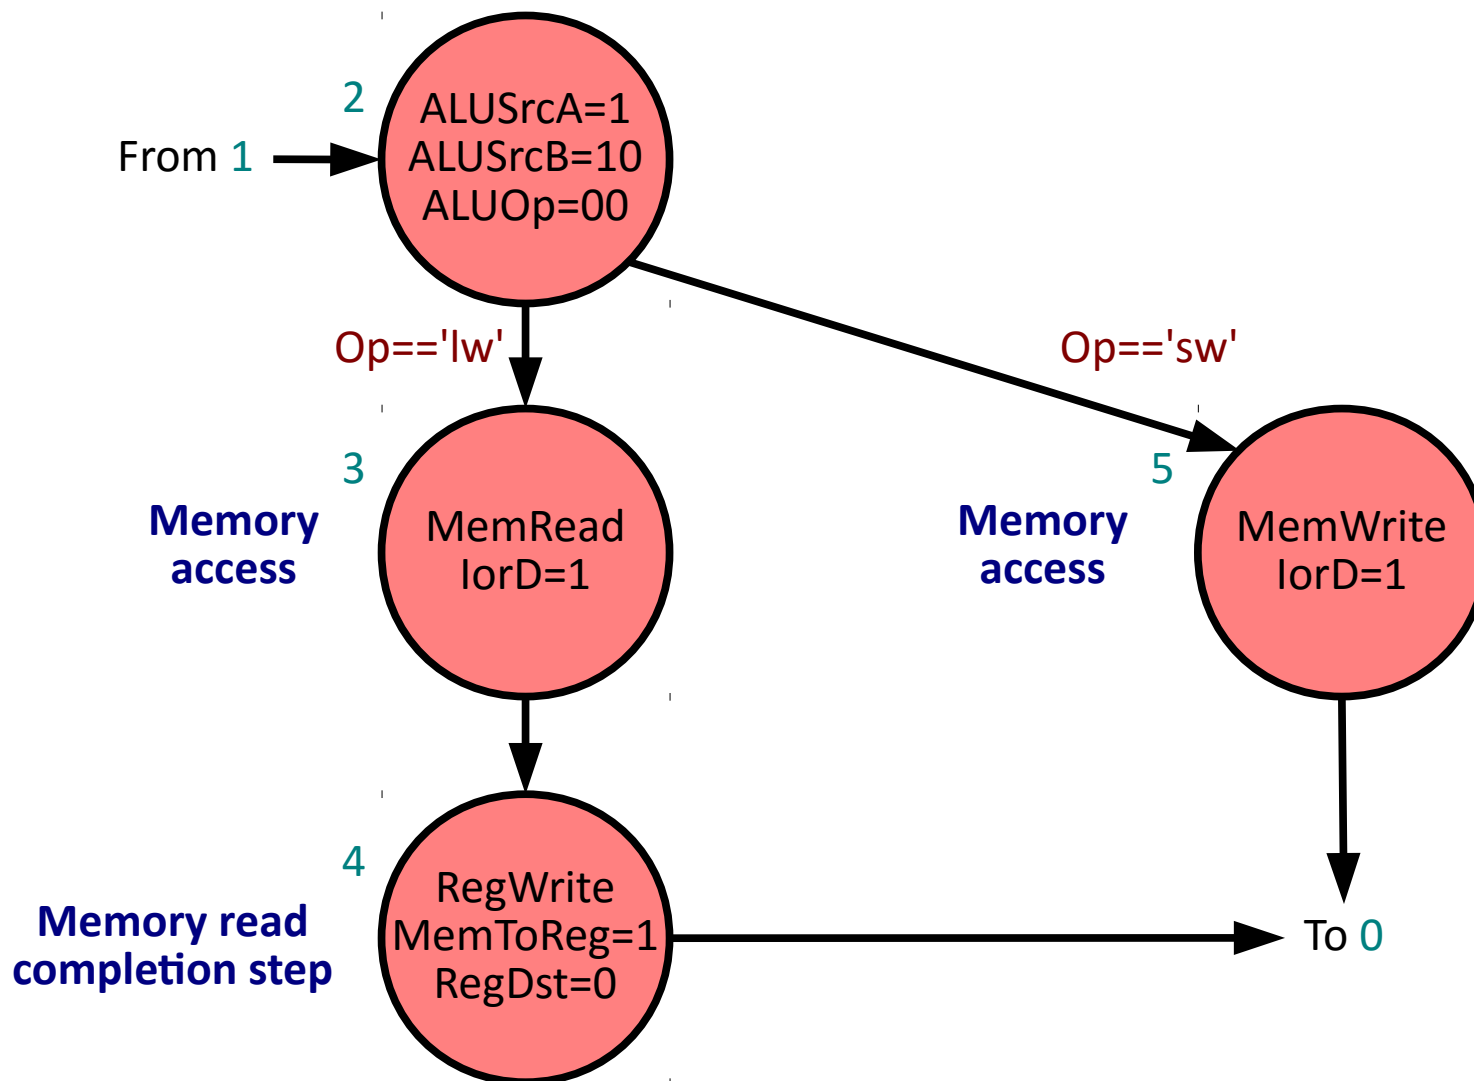 2
ALUSrcA=1
From 1
ALUSrcB=10
ALUOp=00
Op=='lw'
Op=='sw'
3
5
Memory
access
MemRead
IorD=1
Memory
access
MemWrite
IorD=1
4
Memory read
completion step
RegWrite
MemToReg=1
RegDst=0
To 0